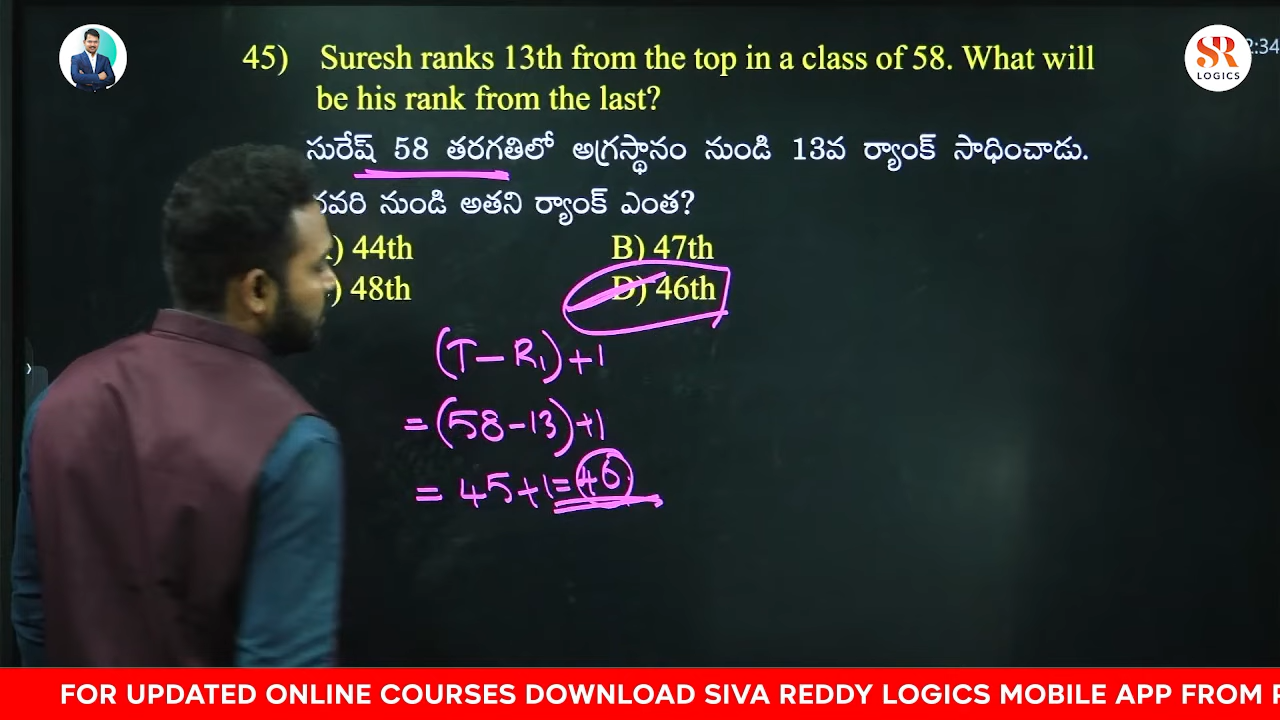 45) Suresh ranks 13th from the top in a class of 58. What will
be his rank from the last?
సురేష్ 58 తరగతిలో అగ్రస్థానం నుండి 13వ ర్యాంక్ సాధించాడు.
నుండి అతని ర్యాంక్ ఎంత?
) 44th B) 47th
) 48th D) 46th
(T - R1) + 1
= (58 - 13) + 1
= 45 + 1 = 46
SR
LOGICS
2:34
FOR UPDATED ONLINE COURSES DOWNLOAD SIVA REDDY LOGICS MOBILE APP FROM